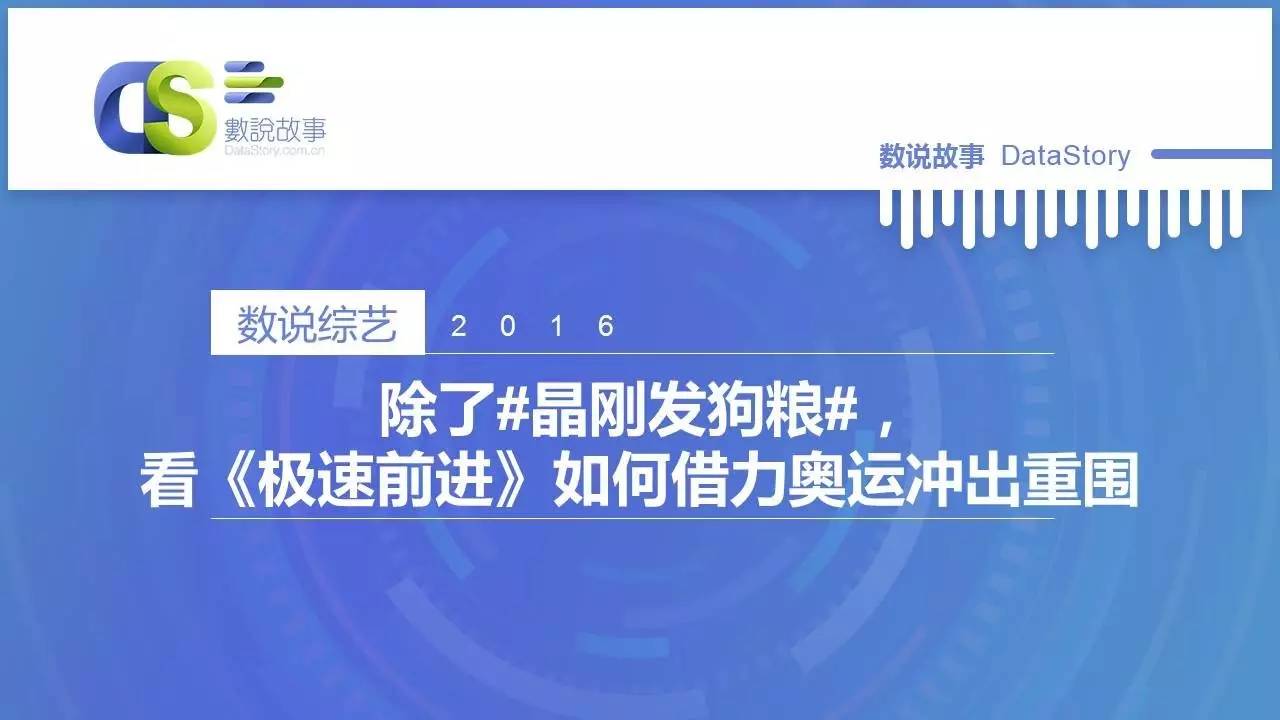 DS
數說故事
DataStory.com.cn
数说故事 DataStory
数说综艺 2016
除了#晶刚发狗粮#，
看《极速前进》如何借力奥运冲出重围